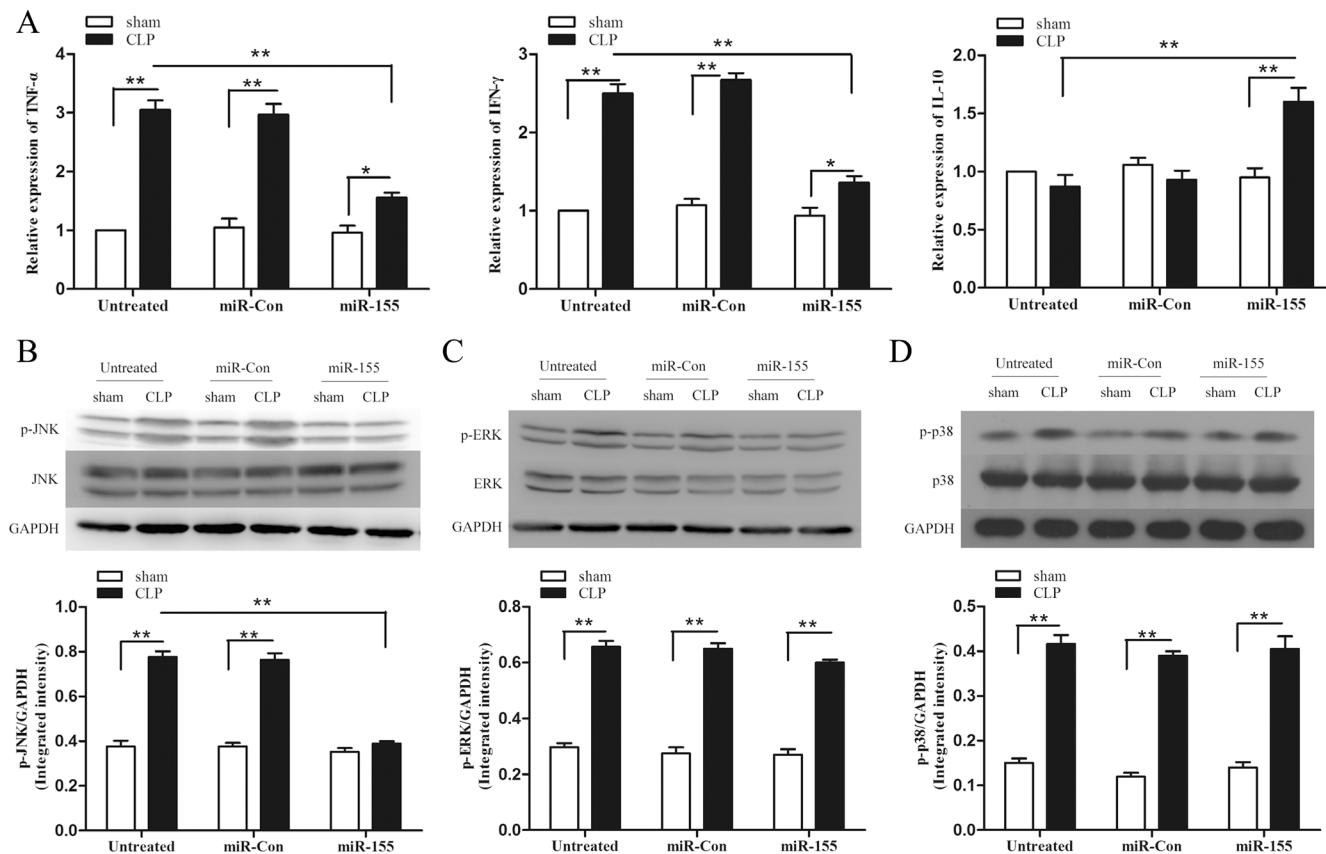 A
sham
CLP
Relative expression of TNF-α
4
3
2
1
0
**
**
**
*
Untreated
miR-Con
miR-155
sham
CLP
Relative expression of IFN-γ
3
2
1
0
**
**
**
*
Untreated
miR-Con
miR-155
sham
CLP
Relative expression of IL-10
2.0
1.5
1.0
0.5
0.0
**
**
Untreated
miR-Con
miR-155
B
Untreated
miR-Con
miR-155
sham CLP sham CLP sham CLP
p-JNK
JNK
GAPDH
sham
CLP
p-JNK/GAPDH
(Integrated intensity)
1.0
0.8
0.6
0.4
0.2
0.0
**
**
**
Untreated
miR-Con
miR-155
C
Untreated
miR-Con
miR-155
sham CLP sham CLP sham CLP
p-ERK
ERK
GAPDH
sham
CLP
p-ERK/GAPDH
(Integrated intensity)
0.8
0.6
0.4
0.2
0.0
**
**
**
Untreated
miR-Con
miR-155
D
Untreated
miR-Con
miR-155
sham CLP sham CLP sham CLP
p-p38
p38
GAPDH
sham
CLP
p-p38/GAPDH
(Integrated intensity)
0.5
0.4
0.3
0.2
0.1
0.0
**
**
**
Untreated
miR-Con
miR-155